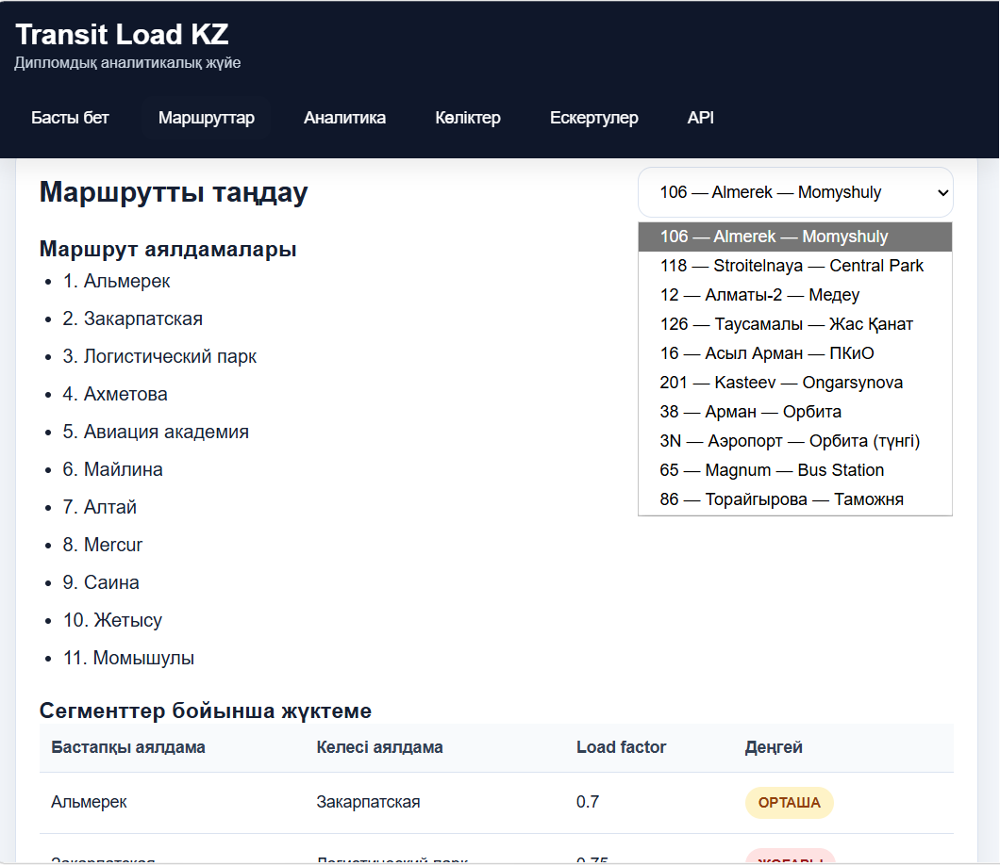 Transit Load KZ
Дипломдық аналитикалық жүйе
Басты бет Маршруттар Аналитика Көліктер Ескертулер API
Маршрутты таңдау
106 — Almerek — Momyshuly
106 — Almerek — Momyshuly
118 — Stroitelnaya — Central Park
12 — Алматы-2 — Медеу
126 — Таусамалы — Жас Қанат
16 — Асыл Арман — ПКиО
201 — Kasteev — Ongarsynova
38 — Арман — Орбита
3N — Аэропорт — Орбита (түнгі)
65 — Magnum — Bus Station
86 — Торайгырова — Таможня
Маршрут аялдамалары
• 1. Альмерек
• 2. Закарпатская
• 3. Логистический парк
• 4. Ахметова
• 5. Авиация академия
• 6. Майлина
• 7. Алтай
• 8. Mercur
• 9. Саина
• 10. Жетысу
• 11. Момышулы
Сегменттер бойынша жүктеме
Бастапқы аялдама Келесі аялдама Load factor Деңгей
Альмерек Закарпатская 0.7 ОРТАША
Закарпатская Логистический парк 0.75 ЖОҒАРЫ